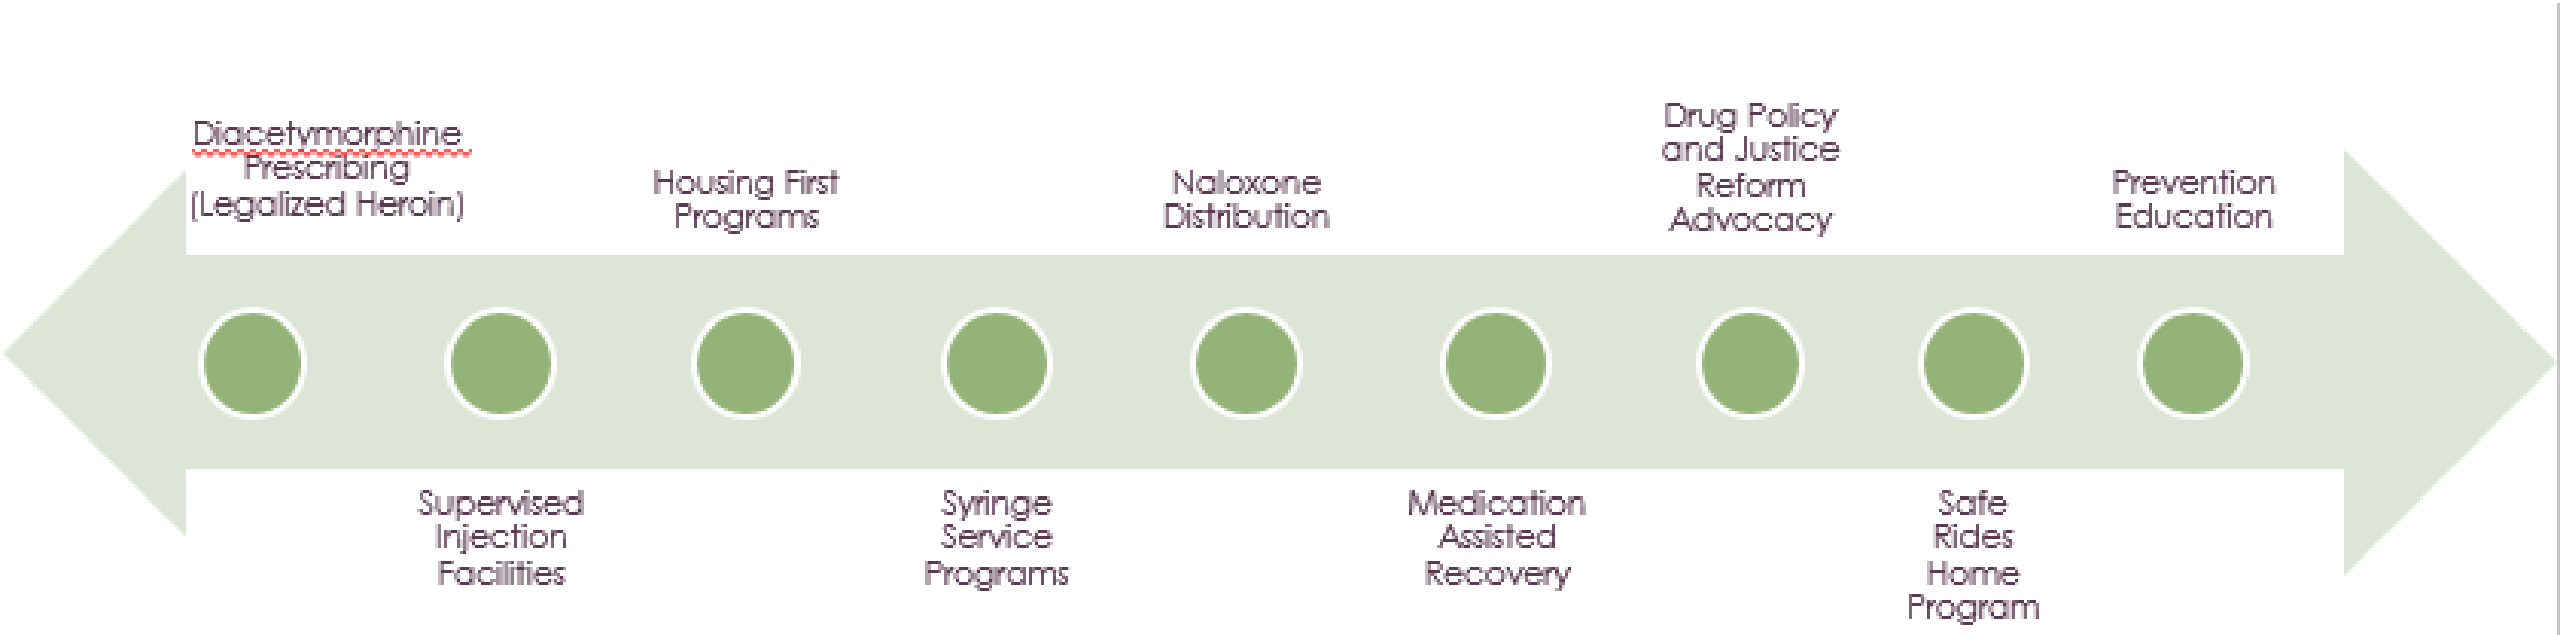 Diacetymorphine
Prescribing
(Legalized Heroin)
Supervised
Injection
Facilities
Housing First
Programs
Syringe
Service
Programs
Naloxone
Distribution
Medication
Assisted
Recovery
Drug Policy
and Justice
Reform
Advocacy
Safe
Rides
Home
Program
Prevention
Education